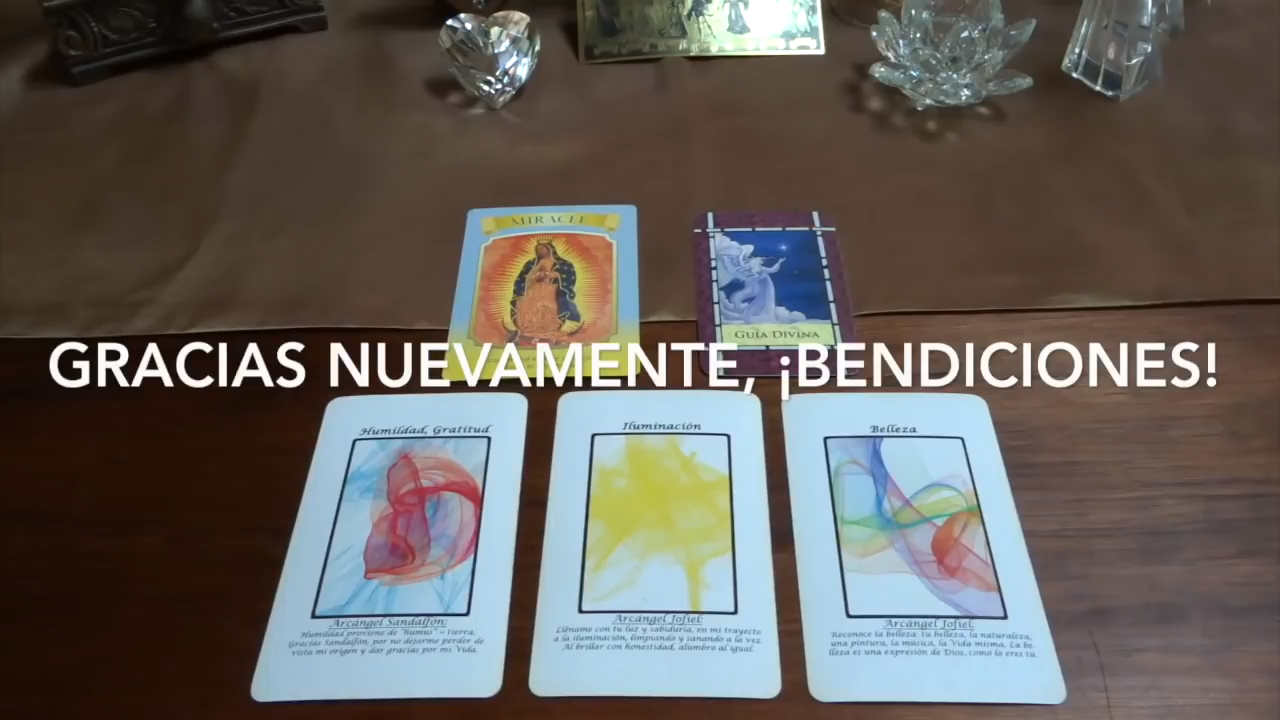 MIRACLE
GUÍA DIVINA
GRACIAS NUEVAMENTE, ¡BENDICIONES!
Humildad, Gratitud
Arcángel Sandalfón:
Humildad proviene de "humus" = tierra.
Gracias Sandalfón, por no dejarme perder de
vista mi origen y dar gracias por mi Vida.
Iluminación
Arcángel Jofiel:
Lléname con tu luz y sabiduría, en mi trayecto
a la iluminación, limpiando y sanando a la vez.
Al brillar con honestidad, alumbro al igual.
Belleza
Arcángel Jofiel:
Reconoce la belleza: tu belleza, la naturaleza,
una pintura, la música, la Vida misma. La be-
lleza es una expresión de Dios, como lo eres tú.